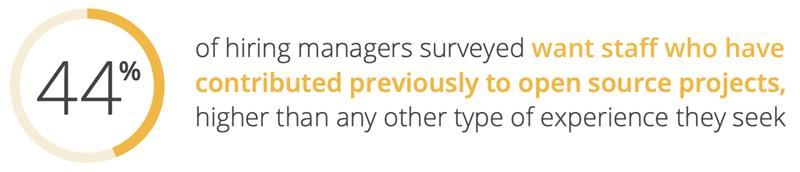 44%
of hiring managers surveyed want staff who have
contributed previously to open source projects,
higher than any other type of experience they seek